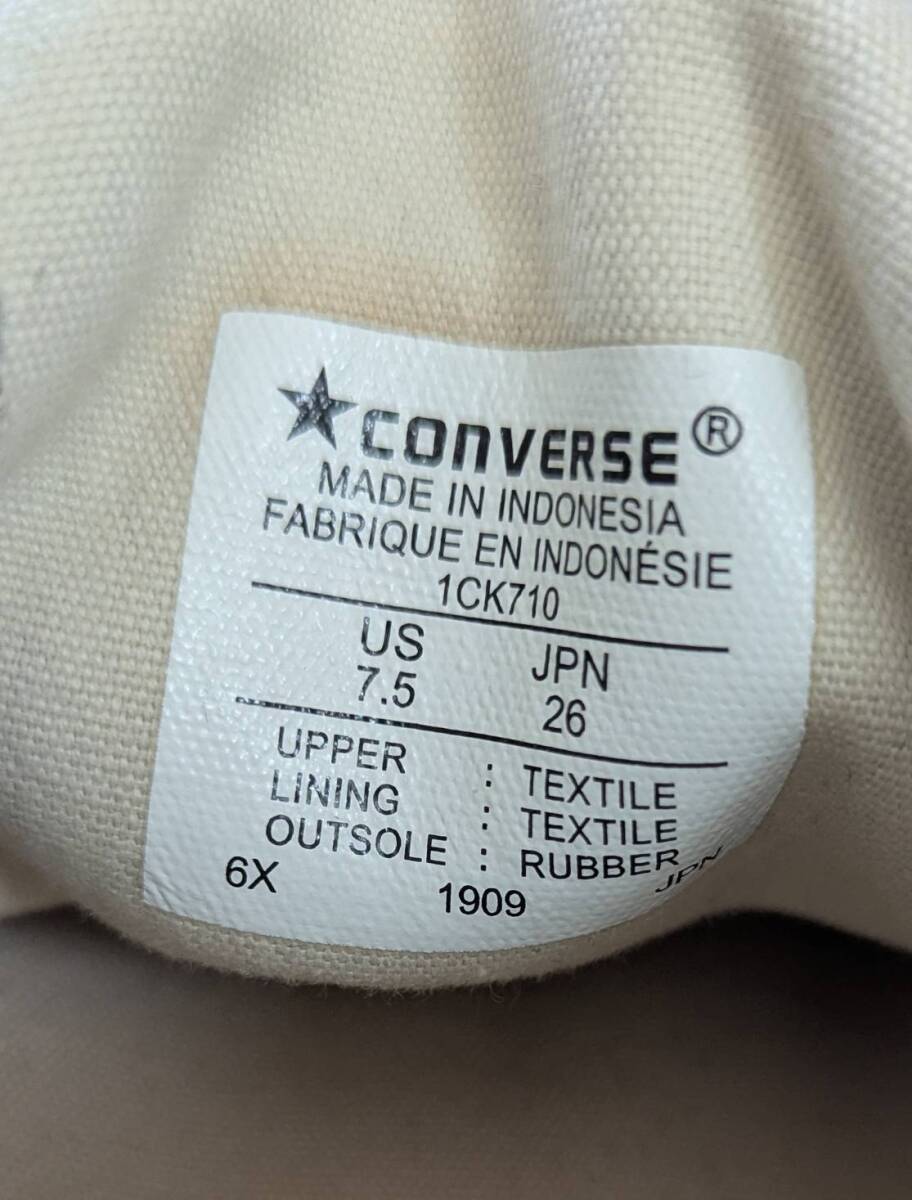 ★CONVERSE®
MADE IN INDONESIA
FABRIQUE EN INDONÉSIE
1CK710
US JPN
7.5 26
UPPER : TEXTILE
LINING : TEXTILE
OUTSOLE : RUBBER
6X 1909 JPN